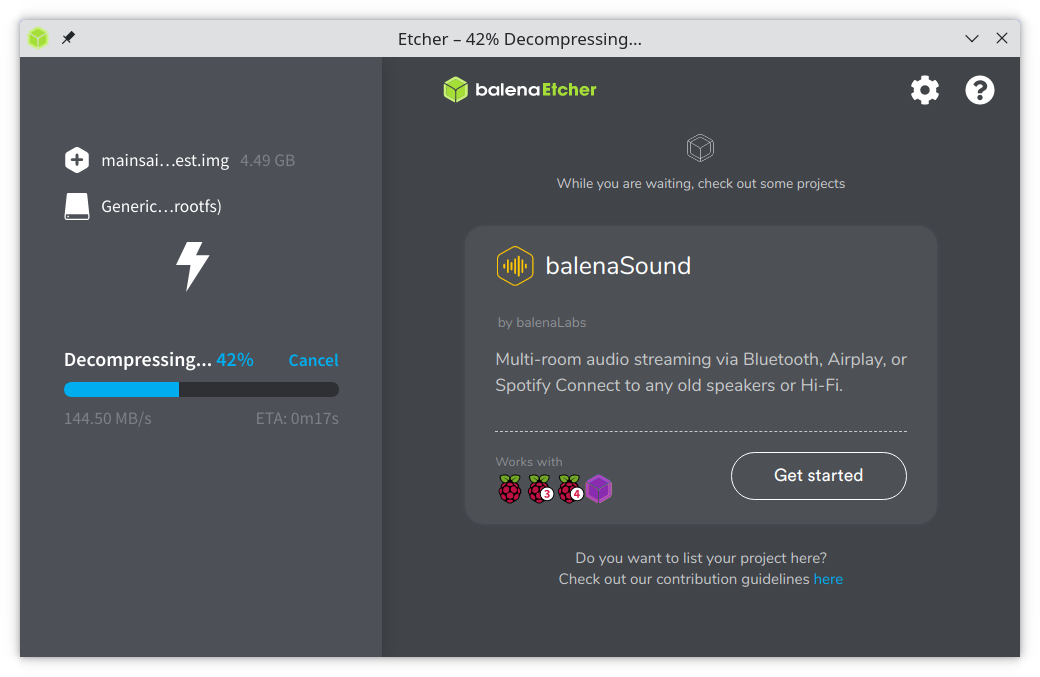 Etcher – 42% Decompressing...
balenaEtcher
mainsai...est.img 4.49 GB
Generic...rootfs)
Decompressing... 42% Cancel
144.50 MB/s ETA: 0m17s
While you are waiting, check out some projects
balenaSound
by balenaLabs
Multi-room audio streaming via Bluetooth, Airplay, or
Spotify Connect to any old speakers or Hi-Fi.
Works with
3 4
Get started
Do you want to list your project here?
Check out our contribution guidelines here